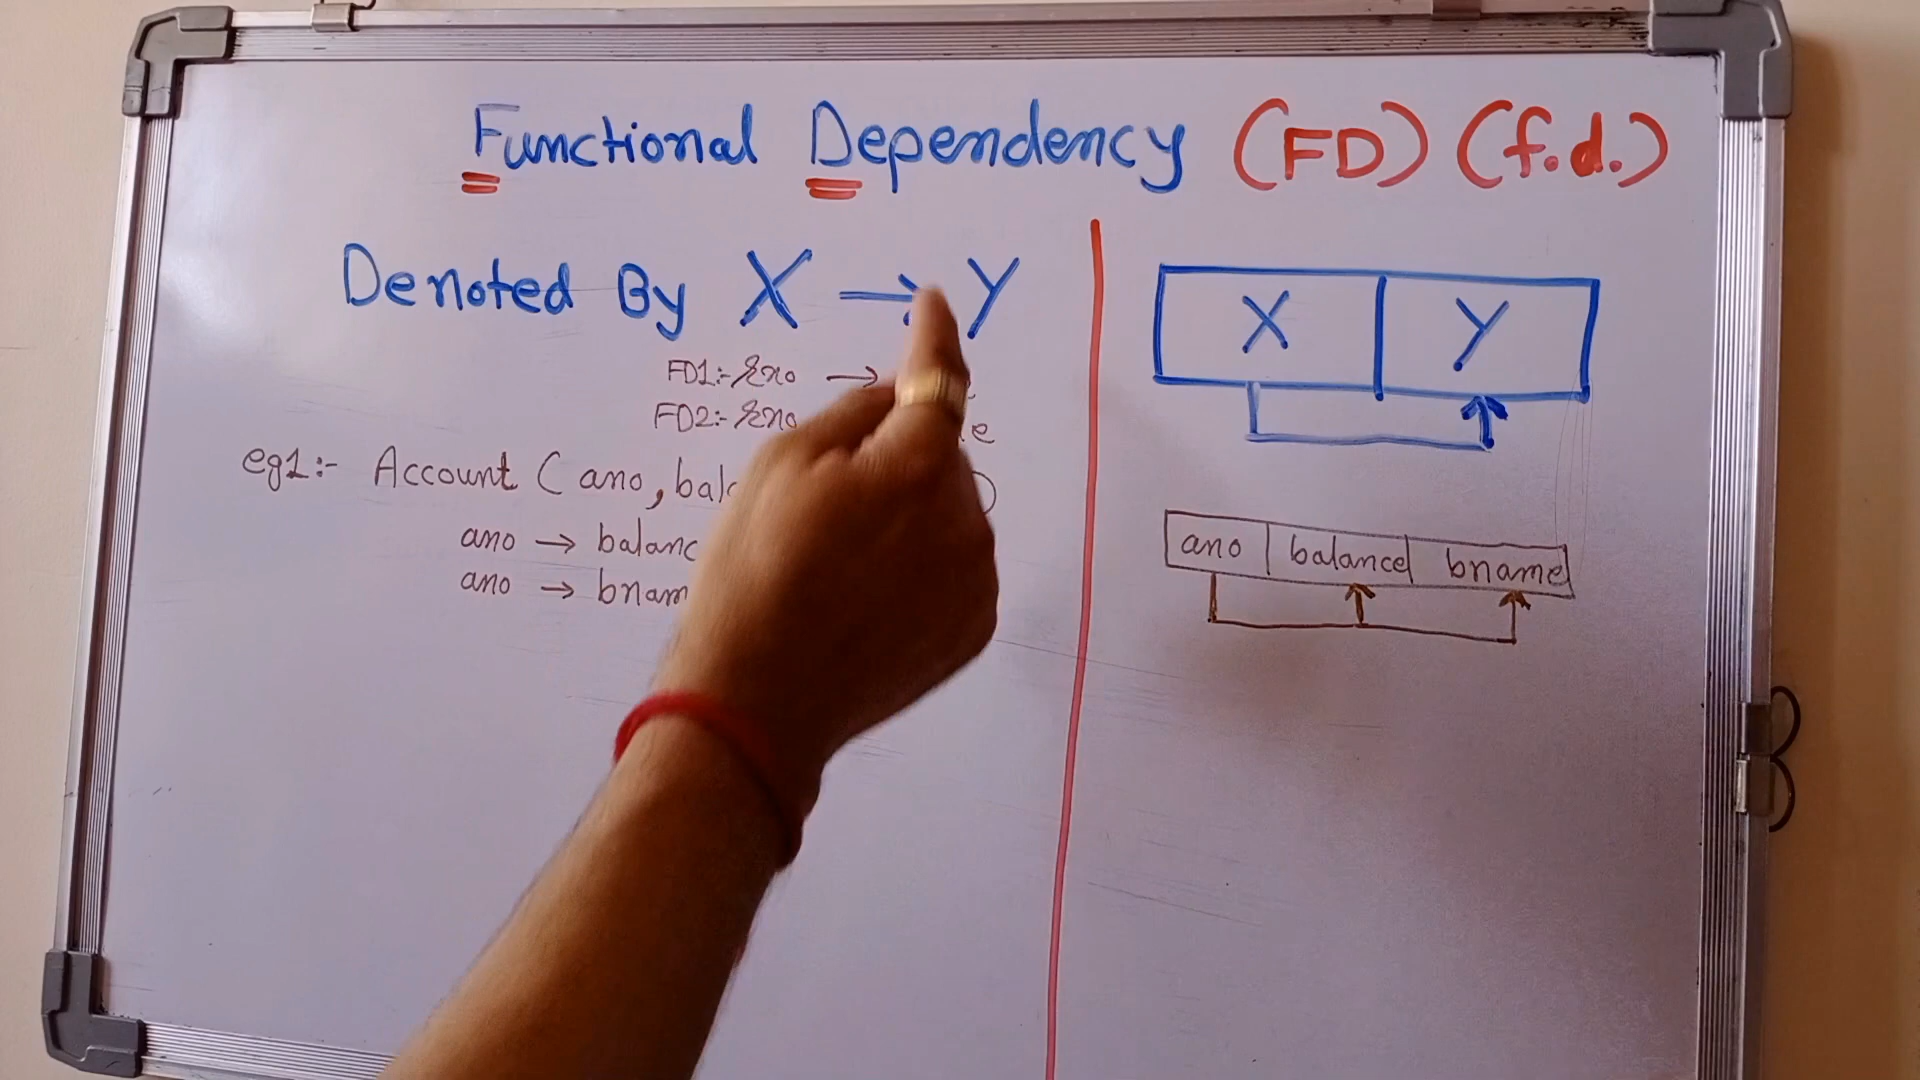 Functional Dependency (FD) (f.d.)
Denoted By X → Y
FD1:- rno →
FD2:- rno
eg1:- Account ( ano, bala )
ano → balanc
ano → bnam
X Y
ano balance bname